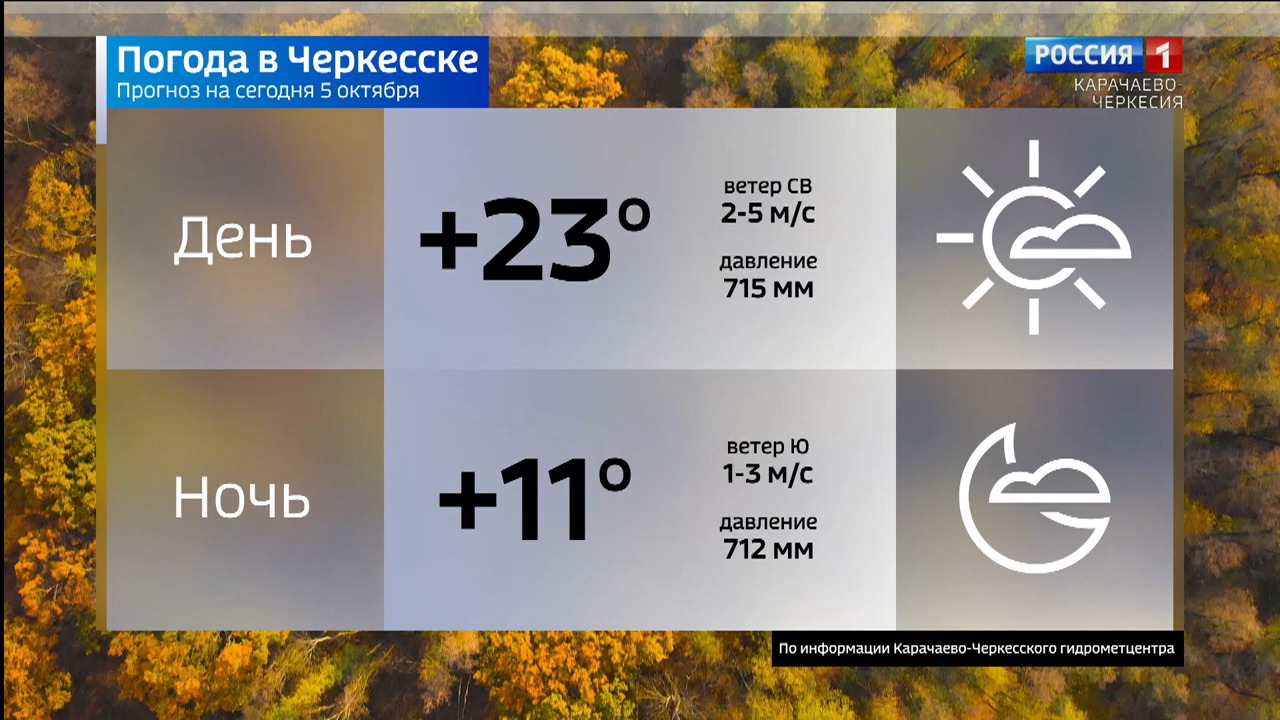 Погода в Черкесске
Прогноз на сегодня 5 октября
РОССИЯ 1
КАРАЧАЕВО-
ЧЕРКЕСИЯ
День
+23°
ветер СВ
2-5 м/с
давление
715 мм
Ночь
+11°
ветер Ю
1-3 м/с
давление
712 мм
По информации Карачаево-Черкесского гидрометцентра